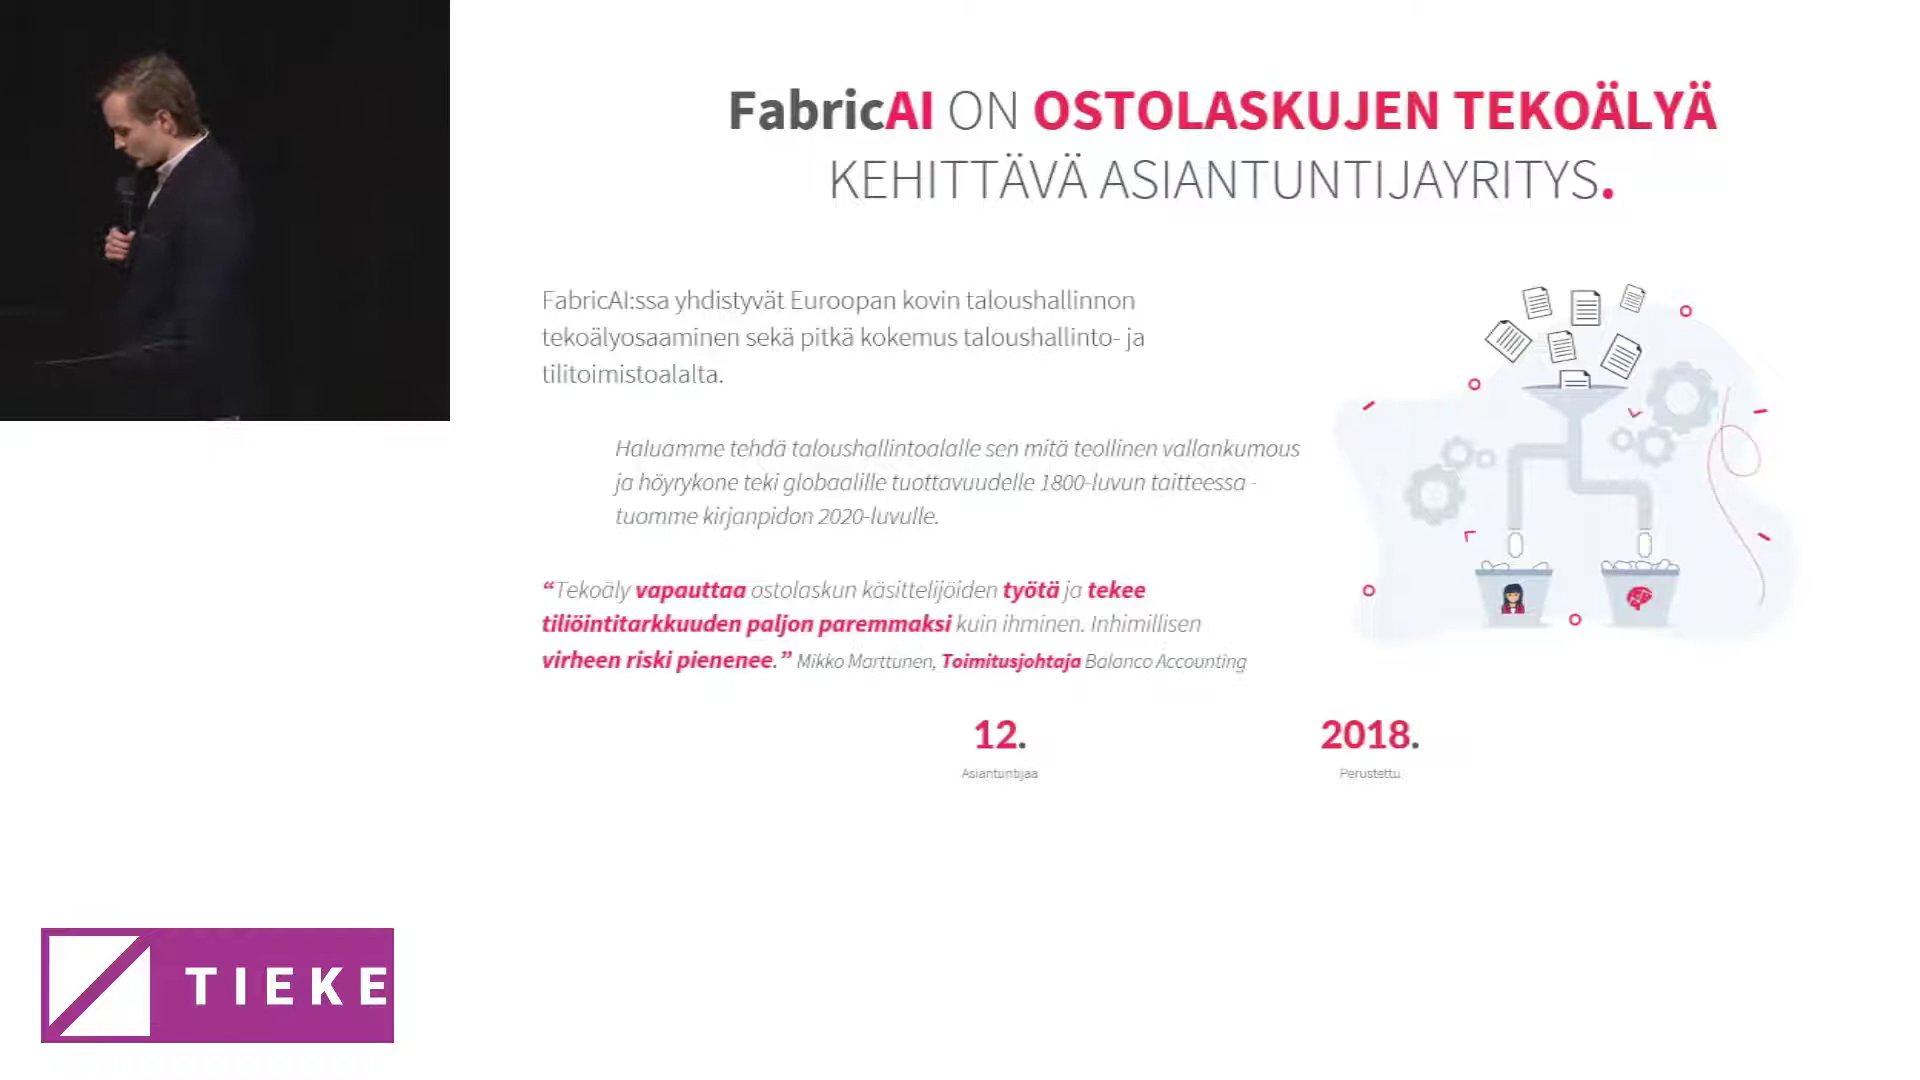 FabricAI ON OSTOLASKUJEN TEKOÄLYÄ
KEHITTÄVÄ ASIANTUNTIJAYRITYS.
FabricAI:ssa yhdistyvät Euroopan kovin taloushallinnon
tekoälyosaaminen sekä pitkä kokemus taloushallinto- ja
tilitoimistoalalta.
Haluamme tehdä taloushallintoalalle sen mitä teollinen vallankumous
ja höyrykone teki globaalille tuottavuudelle 1800-luvun taitteessa -
tuomme kirjanpidon 2020-luvulle.
“Tekoäly vapauttaa ostolaskun käsittelijöiden työtä ja tekee
tiliöintitarkkuuden paljon paremmaksi kuin ihminen. Inhimillisen
virheen riski pienenee.” Mikko Marttunen, Toimitusjohtaja Balanco Accounting
12.
Asiantuntijaa
2018.
Perustettu
TIEKE